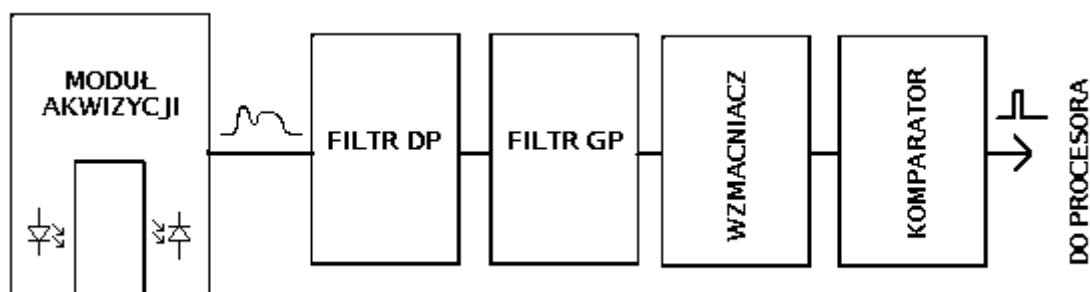 MODUŁ
AKWIZYCJI
FILTR DP
FILTR GP
WZMACNIACZ
KOMPARATOR
DO PROCESORA